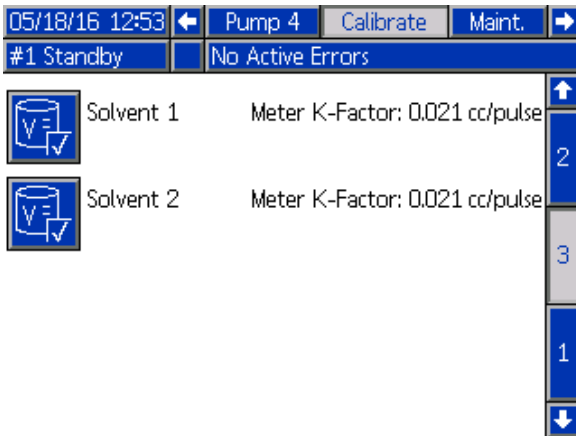 05/18/16 12:53 Pump 4 Calibrate Maint.
#1 Standby No Active Errors
Solvent 1 Meter K-Factor: 0.021 cc/pulse
2
Solvent 2 Meter K-Factor: 0.021 cc/pulse
3
1